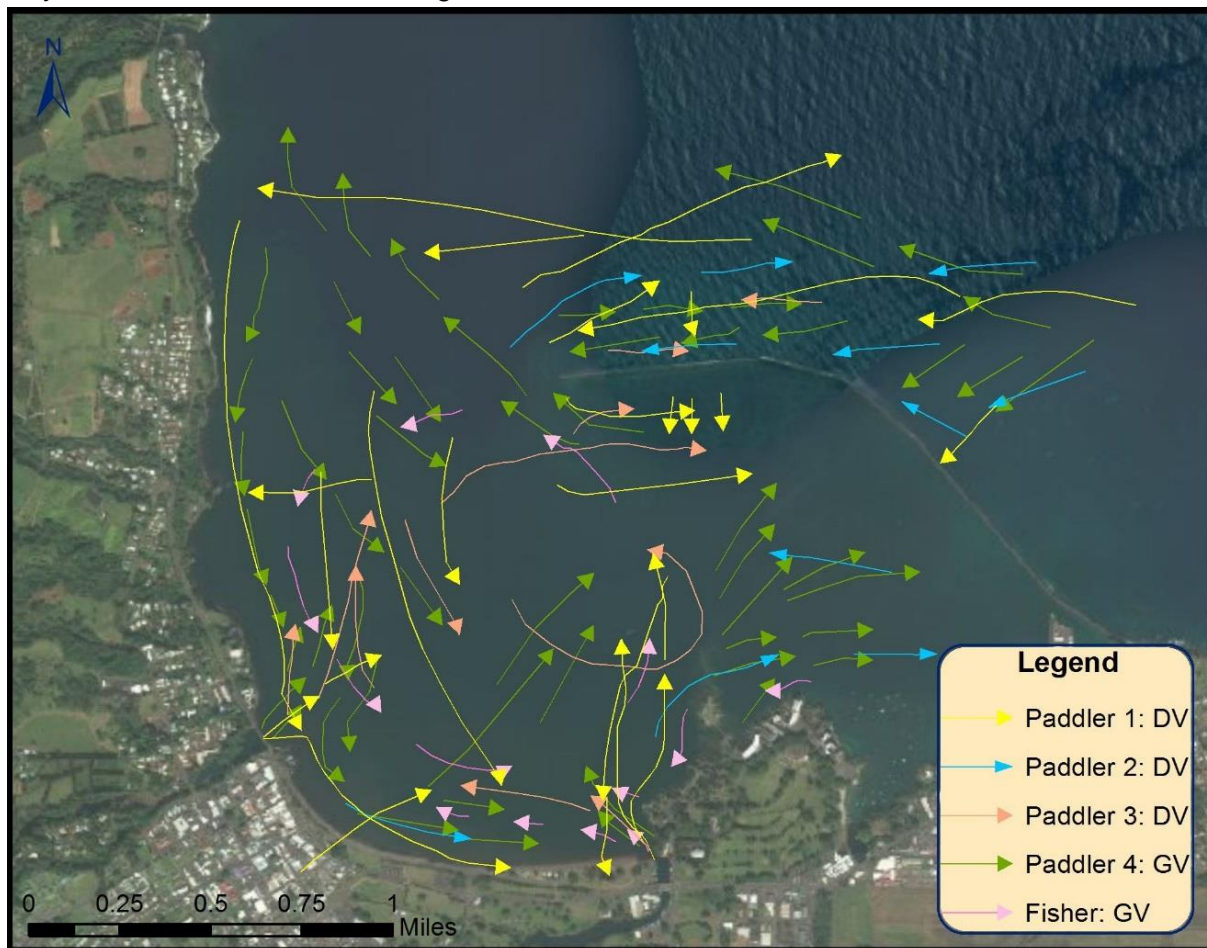 N
Legend
Paddler 1: DV
Paddler 2: DV
Paddler 3: DV
Paddler 4: GV
Fisher: GV
0 0.25 0.5 0.75 1
Miles